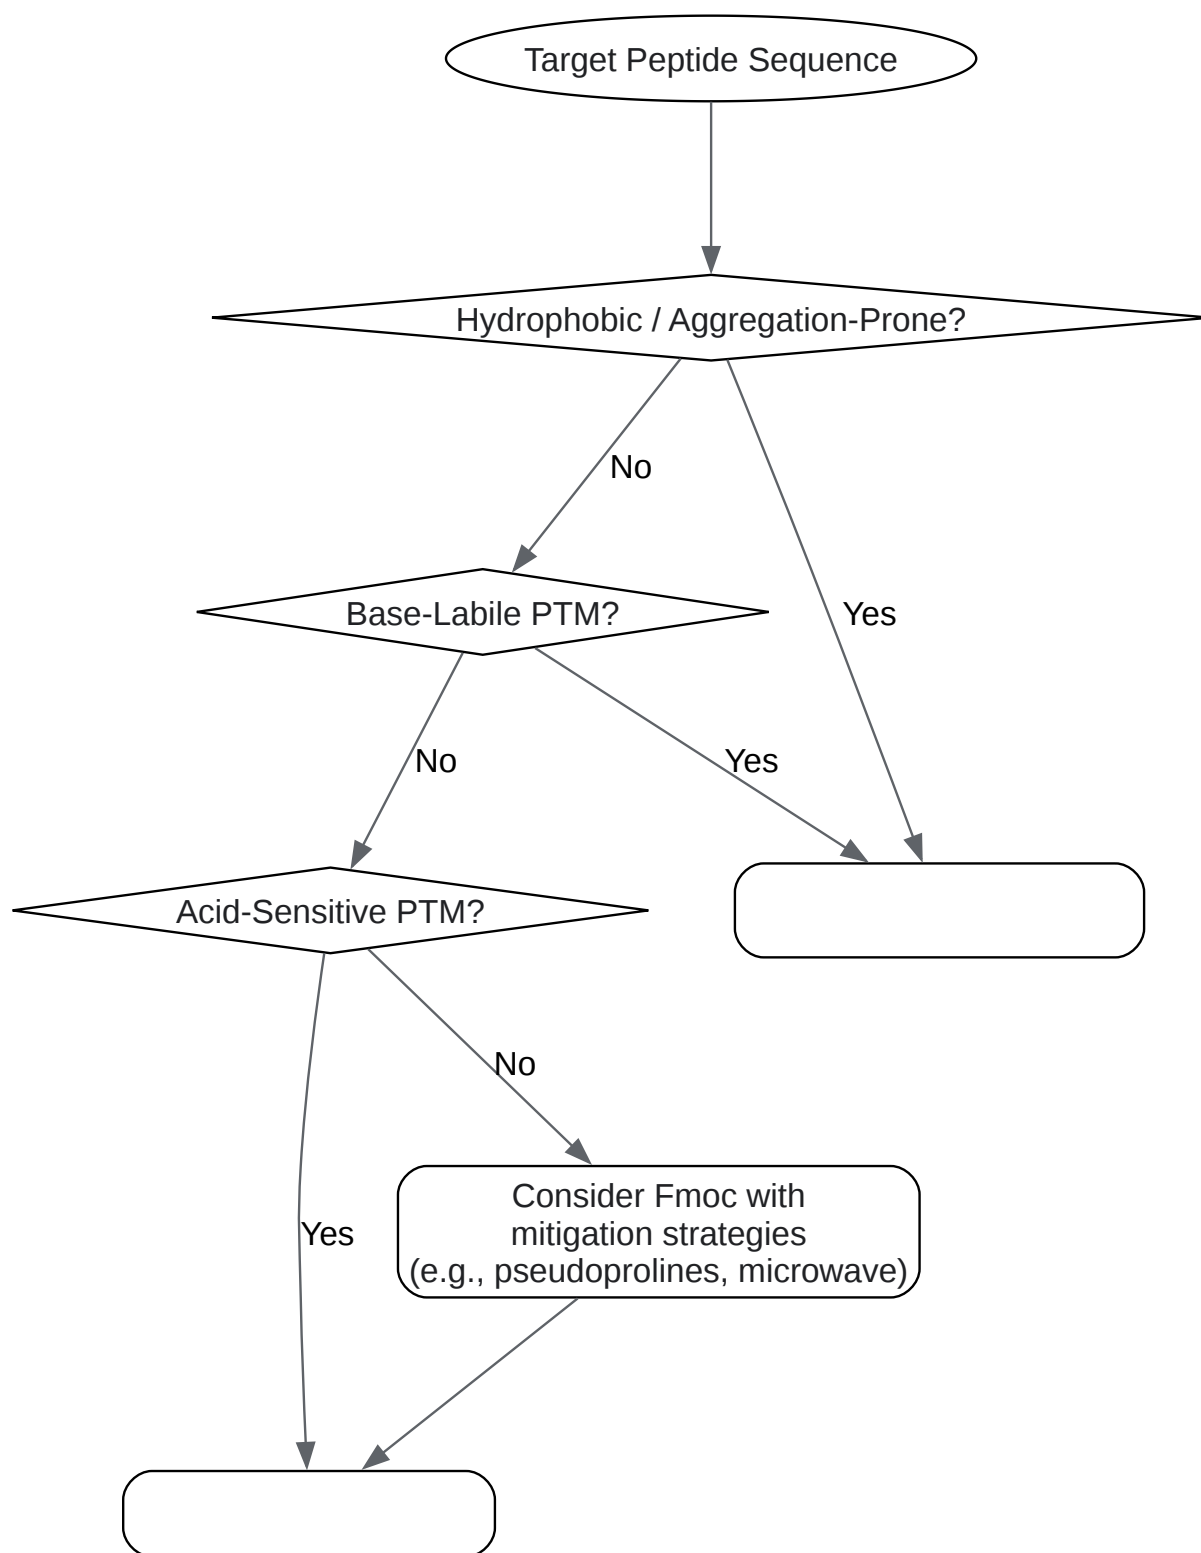 Target Peptide Sequence
Hydrophobic / Aggregation-Prone?
No
Base-Labile PTM?
Yes
No
Yes
Acid-Sensitive PTM?
No
Consider Fmoc with
mitigation strategies
(e.g., pseudoprolines, microwave)
Yes